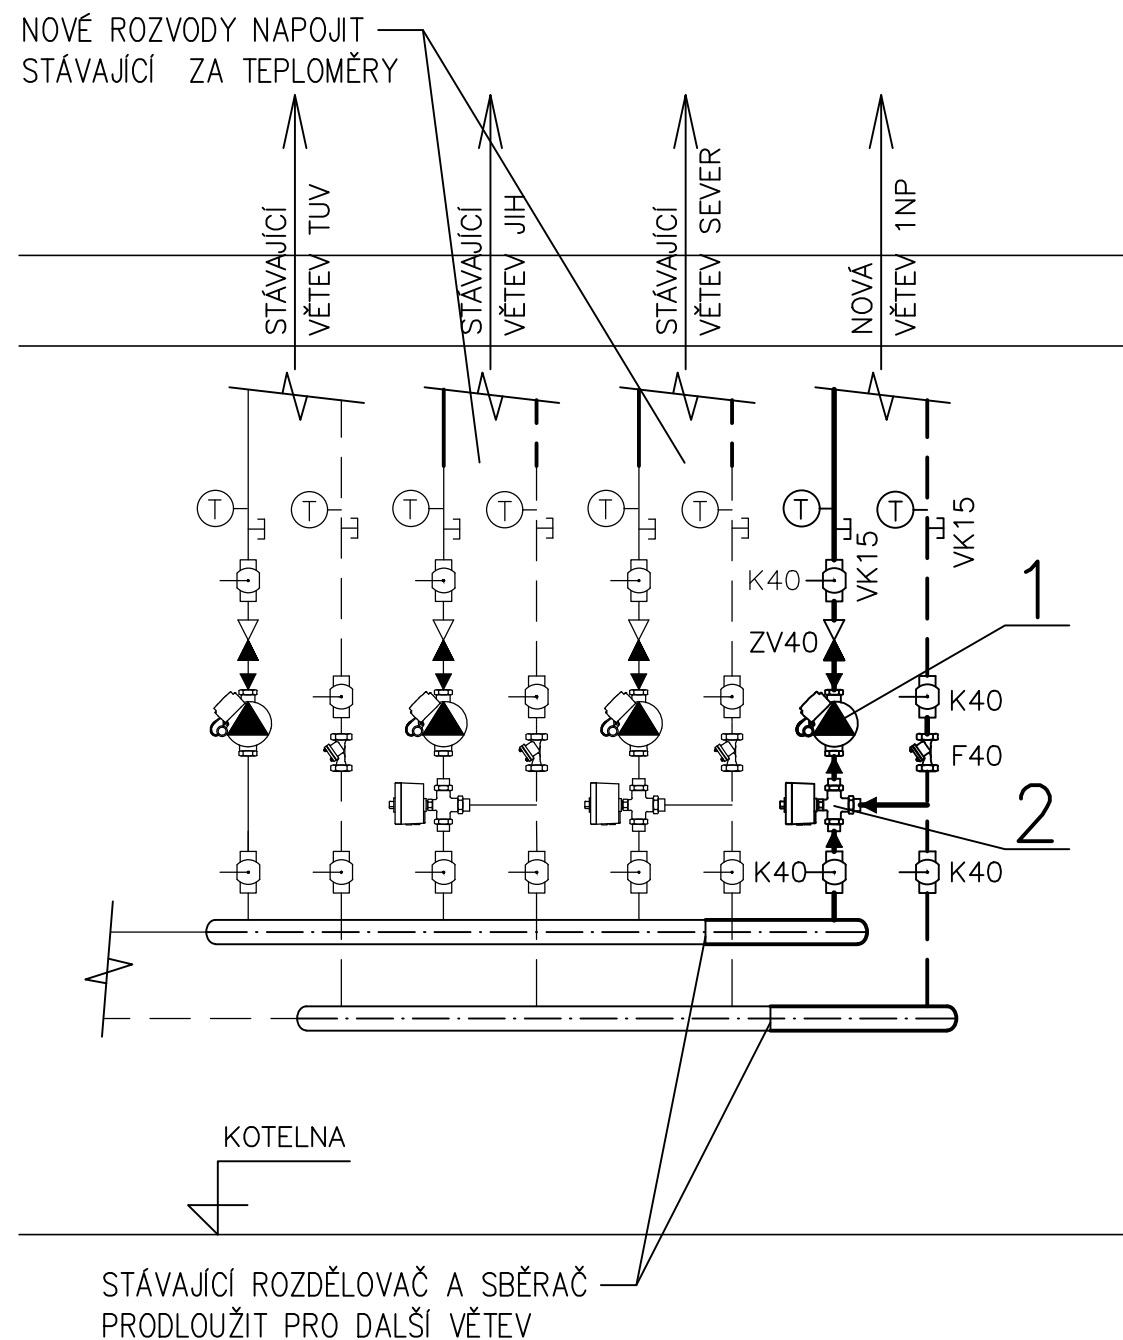 NOVÉ ROZVODY NAPOJIT
STÁVAJÍCÍ ZA TEPLOMĚRY
STÁVAJÍCÍ
VĚTEV TUV
STÁVAJÍCÍ
VĚTEV JIH
STÁVAJÍCÍ
VĚTEV SEVER
NOVÁ
VĚTEV 1NP
T
T
T
T
T
T
T
T
VK15
VK15
K40
1
ZV40
K40
F40
2
K40
K40
KOTELNA
STÁVAJÍCÍ ROZDĚLOVAČ A SBĚRAČ
PRODLOUŽIT PRO DALŠÍ VĚTEV